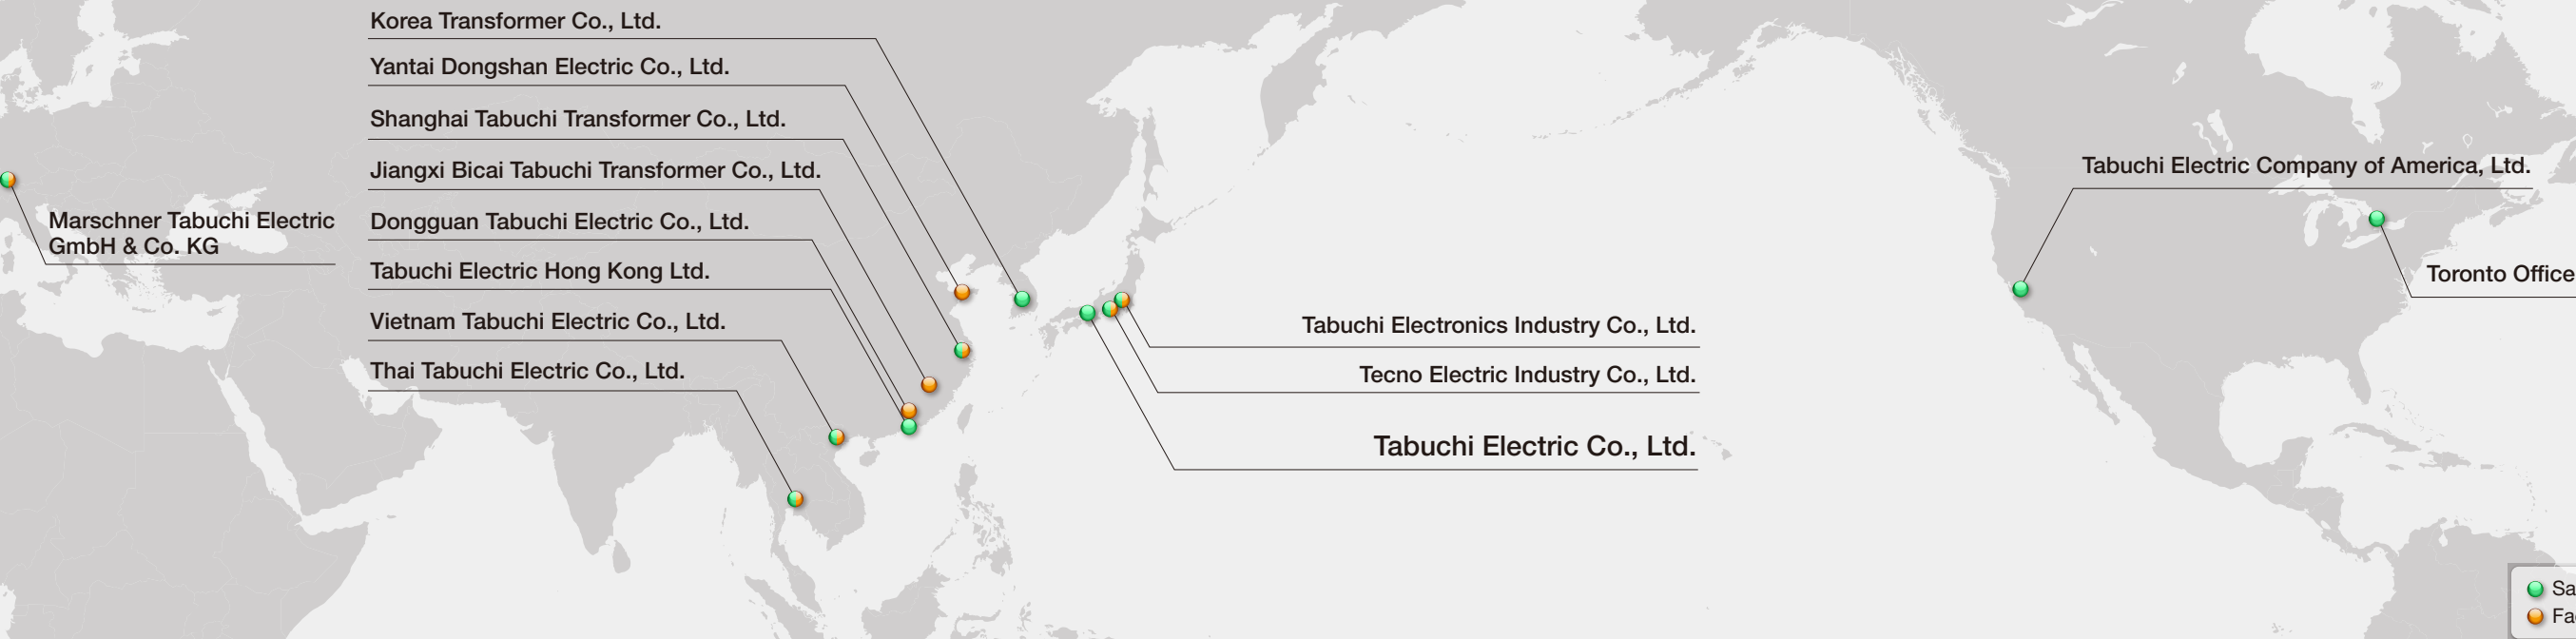 Korea Transformer Co., Ltd.
Yantai Dongshan Electric Co., Ltd.
Shanghai Tabuchi Transformer Co., Ltd.
Jiangxi Bicai Tabuchi Transformer Co., Ltd.
Dongguan Tabuchi Electric Co., Ltd.
Tabuchi Electric Hong Kong Ltd.
Vietnam Tabuchi Electric Co., Ltd.
Thai Tabuchi Electric Co., Ltd.
Marschner Tabuchi Electric
GmbH & Co. KG
Tabuchi Electronics Industry Co., Ltd.
Tecno Electric Industry Co., Ltd.
Tabuchi Electric Co., Ltd.
Tabuchi Electric Company of America, Ltd.
Toronto Office